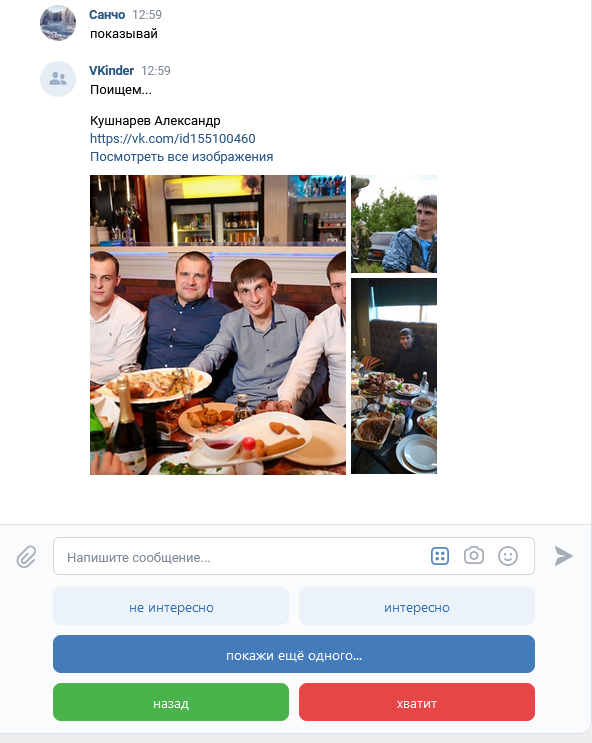 Санчо 12:59
показывай
VKinder 12:59
Поищем...
Кушнарев Александр
https://vk.com/id155100460
Посмотреть все изображения
Напишите сообщение...
не интересно
интересно
покажи ещё одного...
назад
хватит